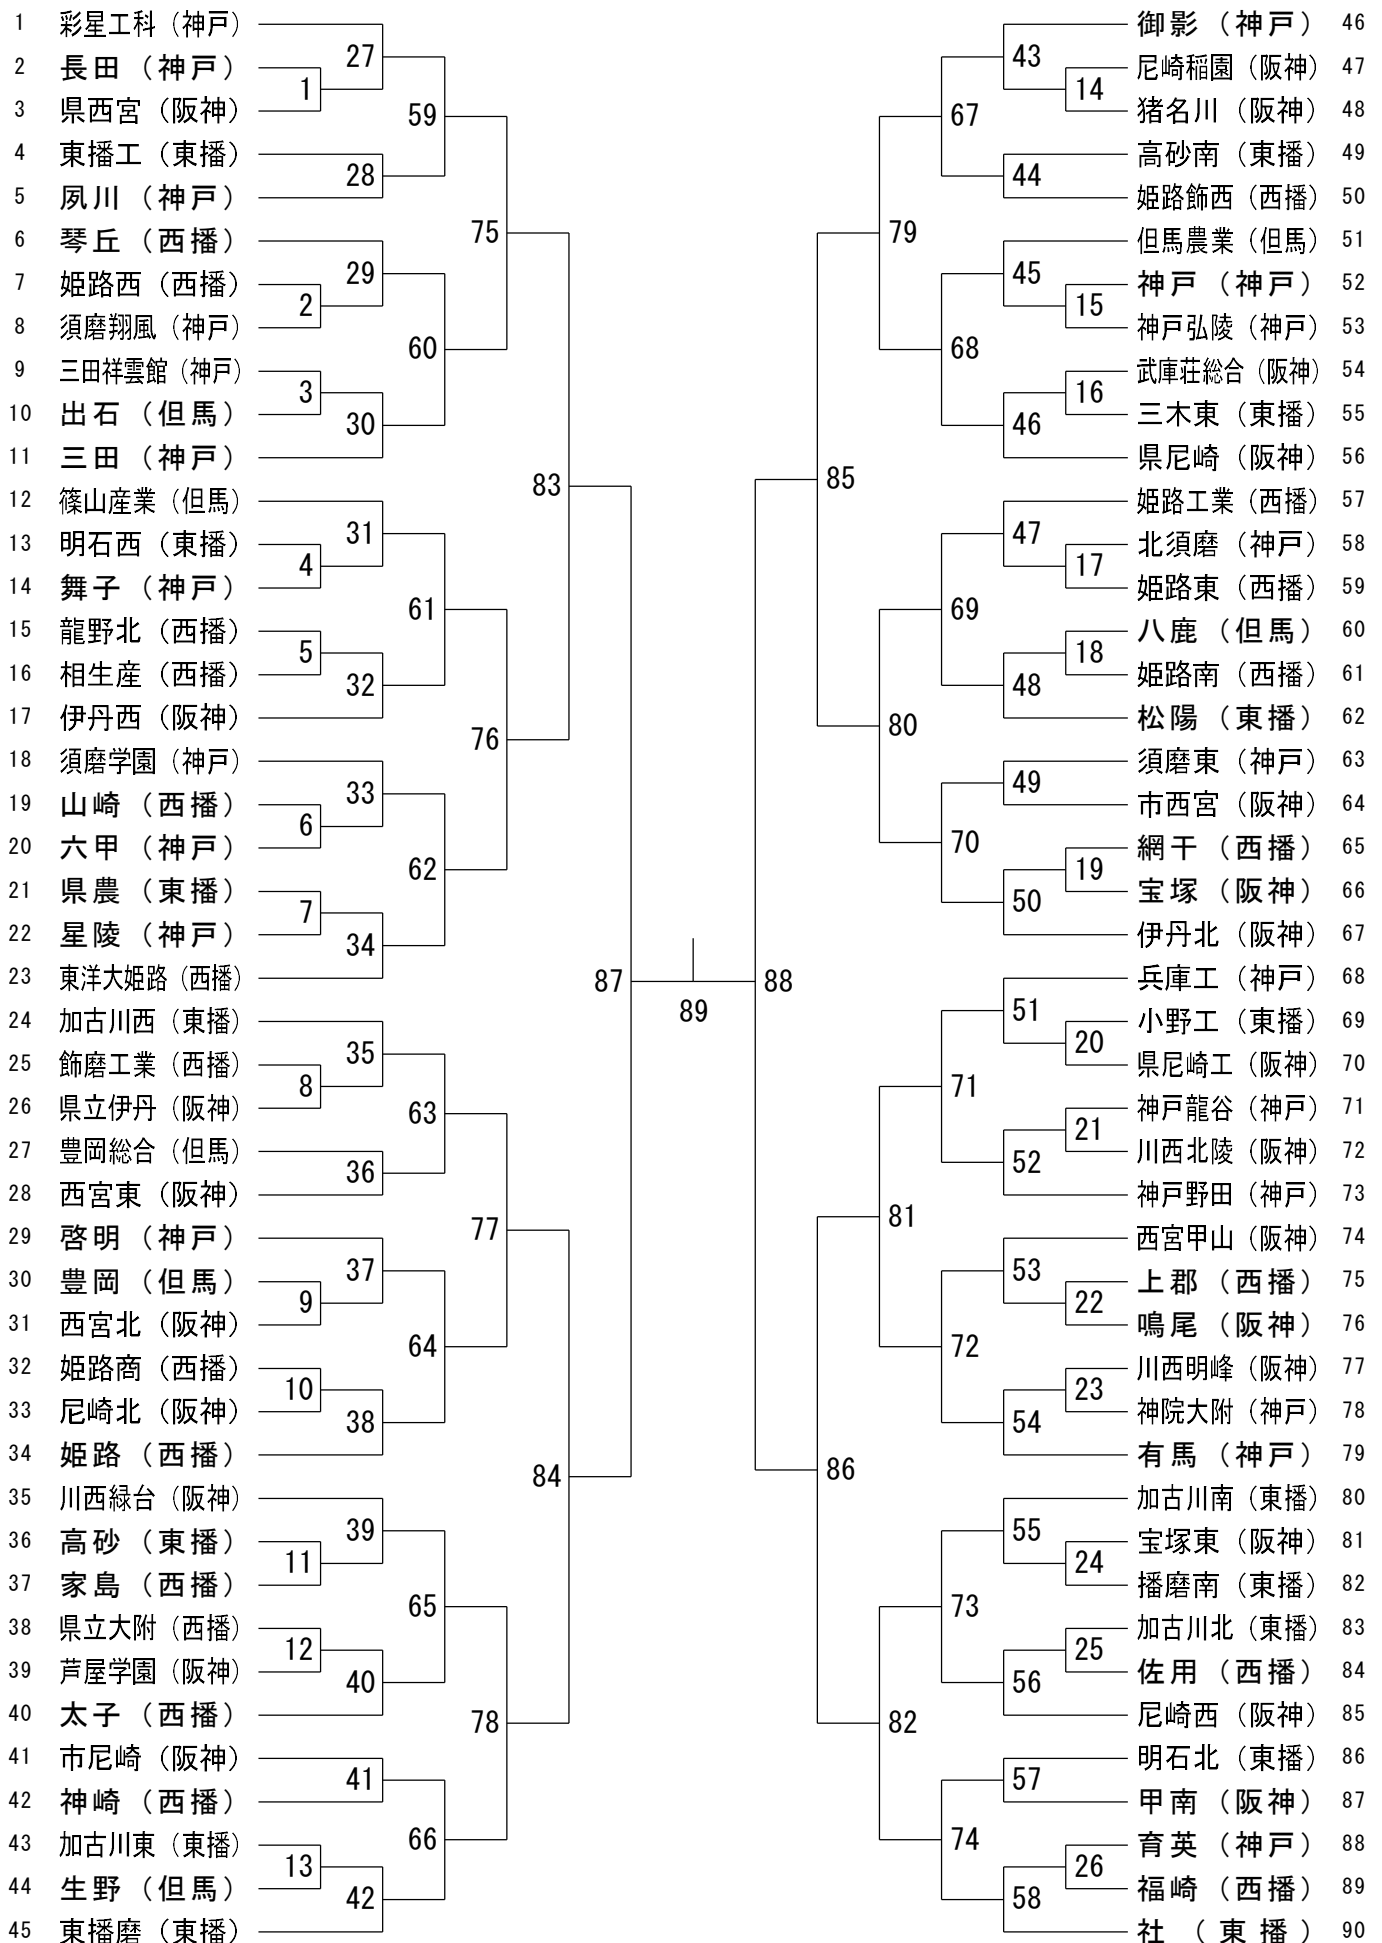 1 彩星工科（神戸）
2 長田（神戸）
3 県西宮（阪神）
4 東播工（東播）
5 夙川（神戸）
6 琴丘（西播）
7 姫路西（西播）
8 須磨翔風（神戸）
9 三田祥雲館（神戸）
10 出石（但馬）
11 三田（神戸）
12 篠山産業（但馬）
13 明石西（東播）
14 舞子（神戸）
15 龍野北（西播）
16 相生産（西播）
17 伊丹西（阪神）
18 須磨学園（神戸）
19 山崎（西播）
20 六甲（神戸）
21 県農（東播）
22 星陵（神戸）
23 東洋大姫路（西播）
24 加古川西（東播）
25 飾磨工業（西播）
26 県立伊丹（阪神）
27 豊岡総合（但馬）
28 西宮東（阪神）
29 啓明（神戸）
30 豊岡（但馬）
31 西宮北（阪神）
32 姫路商（西播）
33 尼崎北（阪神）
34 姫路（西播）
35 川西緑台（阪神）
36 高砂（東播）
37 家島（西播）
38 県立大附（西播）
39 芦屋学園（阪神）
40 太子（西播）
41 市尼崎（阪神）
42 神崎（西播）
43 加古川東（東播）
44 生野（但馬）
45 東播磨（東播）
1
2
3
4
5
6
7
8
9
10
11
12
13
27
28
29
30
31
32
33
34
35
36
37
38
39
40
41
42
59
60
61
62
63
64
65
66
75
76
77
78
83
84
87
89
88
85
86
79
80
81
82
67
68
69
70
71
72
73
74
43
44
45
46
47
48
49
50
51
52
53
54
55
56
57
58
14
15
16
17
18
19
20
21
22
23
24
25
26
御影（神戸） 46
尼崎稲園（阪神） 47
猪名川（阪神） 48
高砂南（東播） 49
姫路飾西（西播） 50
但馬農業（但馬） 51
神戸（神戸） 52
神戸弘陵（神戸） 53
武庫荘総合（阪神） 54
三木東（東播） 55
県尼崎（阪神） 56
姫路工業（西播） 57
北須磨（神戸） 58
姫路東（西播） 59
八鹿（但馬） 60
姫路南（西播） 61
松陽（東播） 62
須磨東（神戸） 63
市西宮（阪神） 64
網干（西播） 65
宝塚（阪神） 66
伊丹北（阪神） 67
兵庫工（神戸） 68
小野工（東播） 69
県尼崎工（阪神） 70
神戸龍谷（神戸） 71
川西北陵（阪神） 72
神戸野田（神戸） 73
西宮甲山（阪神） 74
上郡（西播） 75
鳴尾（阪神） 76
川西明峰（阪神） 77
神院大附（神戸） 78
有馬（神戸） 79
加古川南（東播） 80
宝塚東（阪神） 81
播磨南（東播） 82
加古川北（東播） 83
佐用（西播） 84
尼崎西（阪神） 85
明石北（東播） 86
甲南（阪神） 87
育英（神戸） 88
福崎（西播） 89
社（東播） 90